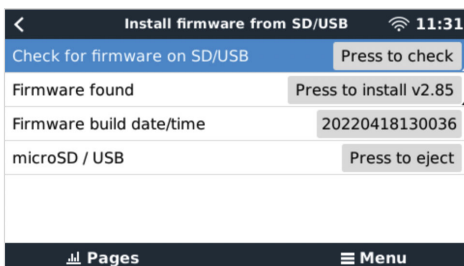 Install firmware from SD/USB 11:31
Check for firmware on SD/USB Press to check
Firmware found Press to install v2.85
Firmware build date/time 20220418130036
microSD / USB Press to eject
Pages Menu